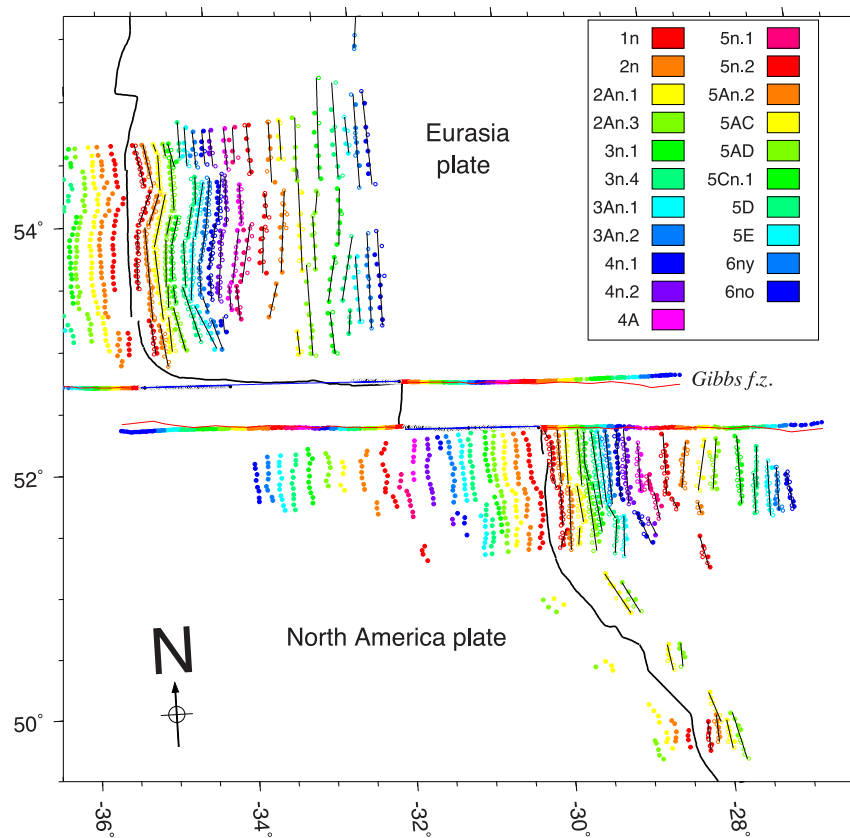 1n 5n.1
2n 5n.2
2An.1 5An.2
2An.3 5AC
3n.1 5AD
3n.4 5Cn.1
3An.1 5D
3An.2 5E
4n.1 6ny
4n.2 6no
4A
Eurasia
plate
54°
Gibbs f.z.
52°
North America plate
N
50°
-36° -34° -32° -30° -28°